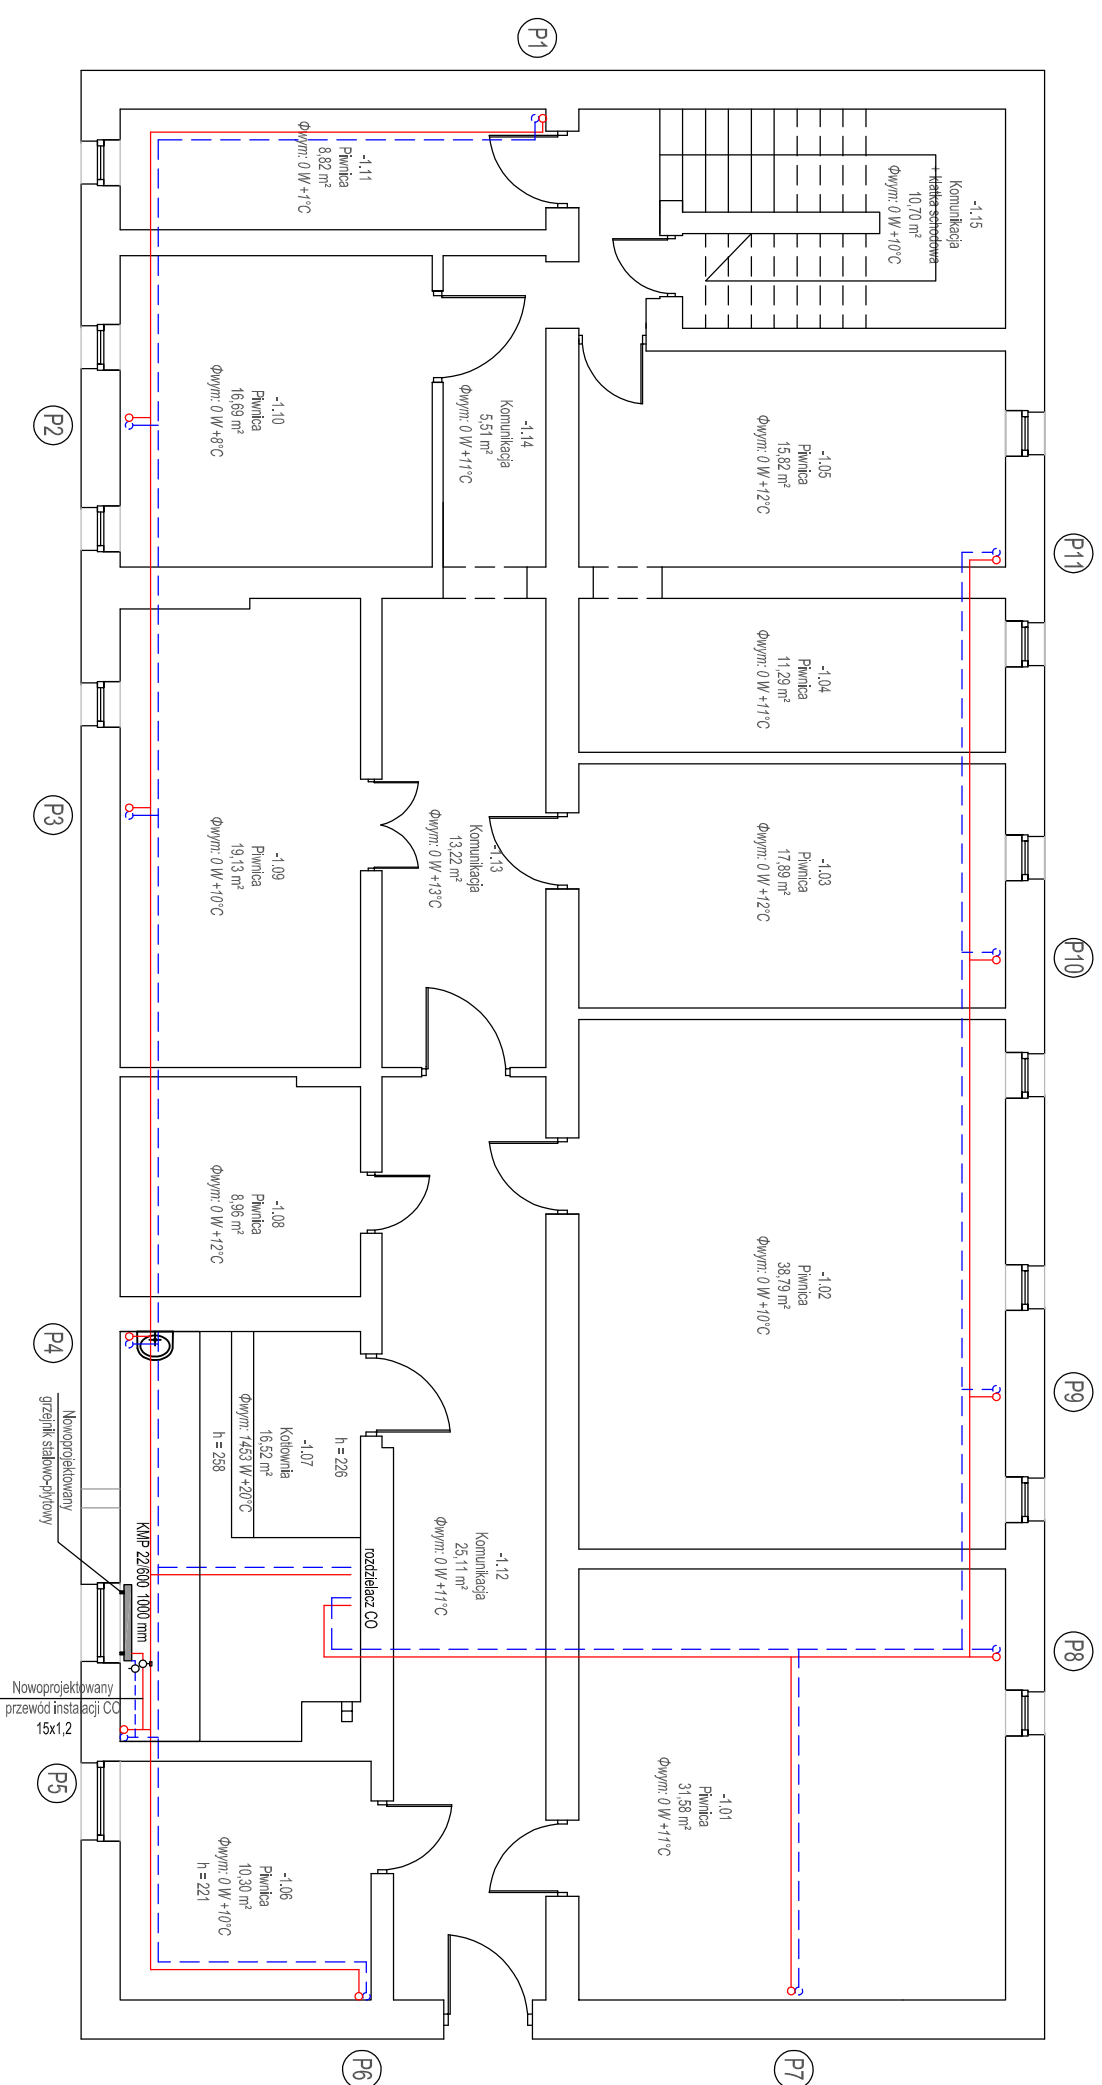 P1
P2
P3
P4
P5
P6
P7
P8
P9
P10
P11
-1.15
Komunikacja
+ klatka schodowa
10,70 m²
Φwym: 0 W +10°C
-1.11
Piwnica
8,82 m²
Φwym: 0 W +1°C
-1.10
Piwnica
16,69 m²
Φwym: 0 W +8°C
-1.14
Komunikacja
5,51 m²
Φwym: 0 W +11°C
-1.05
Piwnica
15,82 m²
Φwym: 0 W +12°C
-1.04
Piwnica
11,29 m²
Φwym: 0 W +11°C
-1.03
Piwnica
17,89 m²
Φwym: 0 W +12°C
-1.13
Komunikacja
13,22 m²
Φwym: 0 W +13°C
-1.09
Piwnica
19,13 m²
Φwym: 0 W +10°C
-1.08
Piwnica
8,96 m²
Φwym: 0 W +12°C
-1.02
Piwnica
38,79 m²
Φwym: 0 W +10°C
h = 226
-1.07
Kotłownia
16,52 m²
Φwym: 1453 W +20°C
h = 258
-1.12
Komunikacja
25,11 m²
Φwym: 0 W +11°C
rozdzielacz CO
KMP 22/600 1000 mm
Nowoprojektowany
grzejnik stalowo-płytowy
Nowoprojektowany
przewód instalacji CO
15x1,2
-1.01
Piwnica
31,58 m²
Φwym: 0 W +11°C
-1.06
Piwnica
10,30 m²
Φwym: 0 W +10°C
h = 221